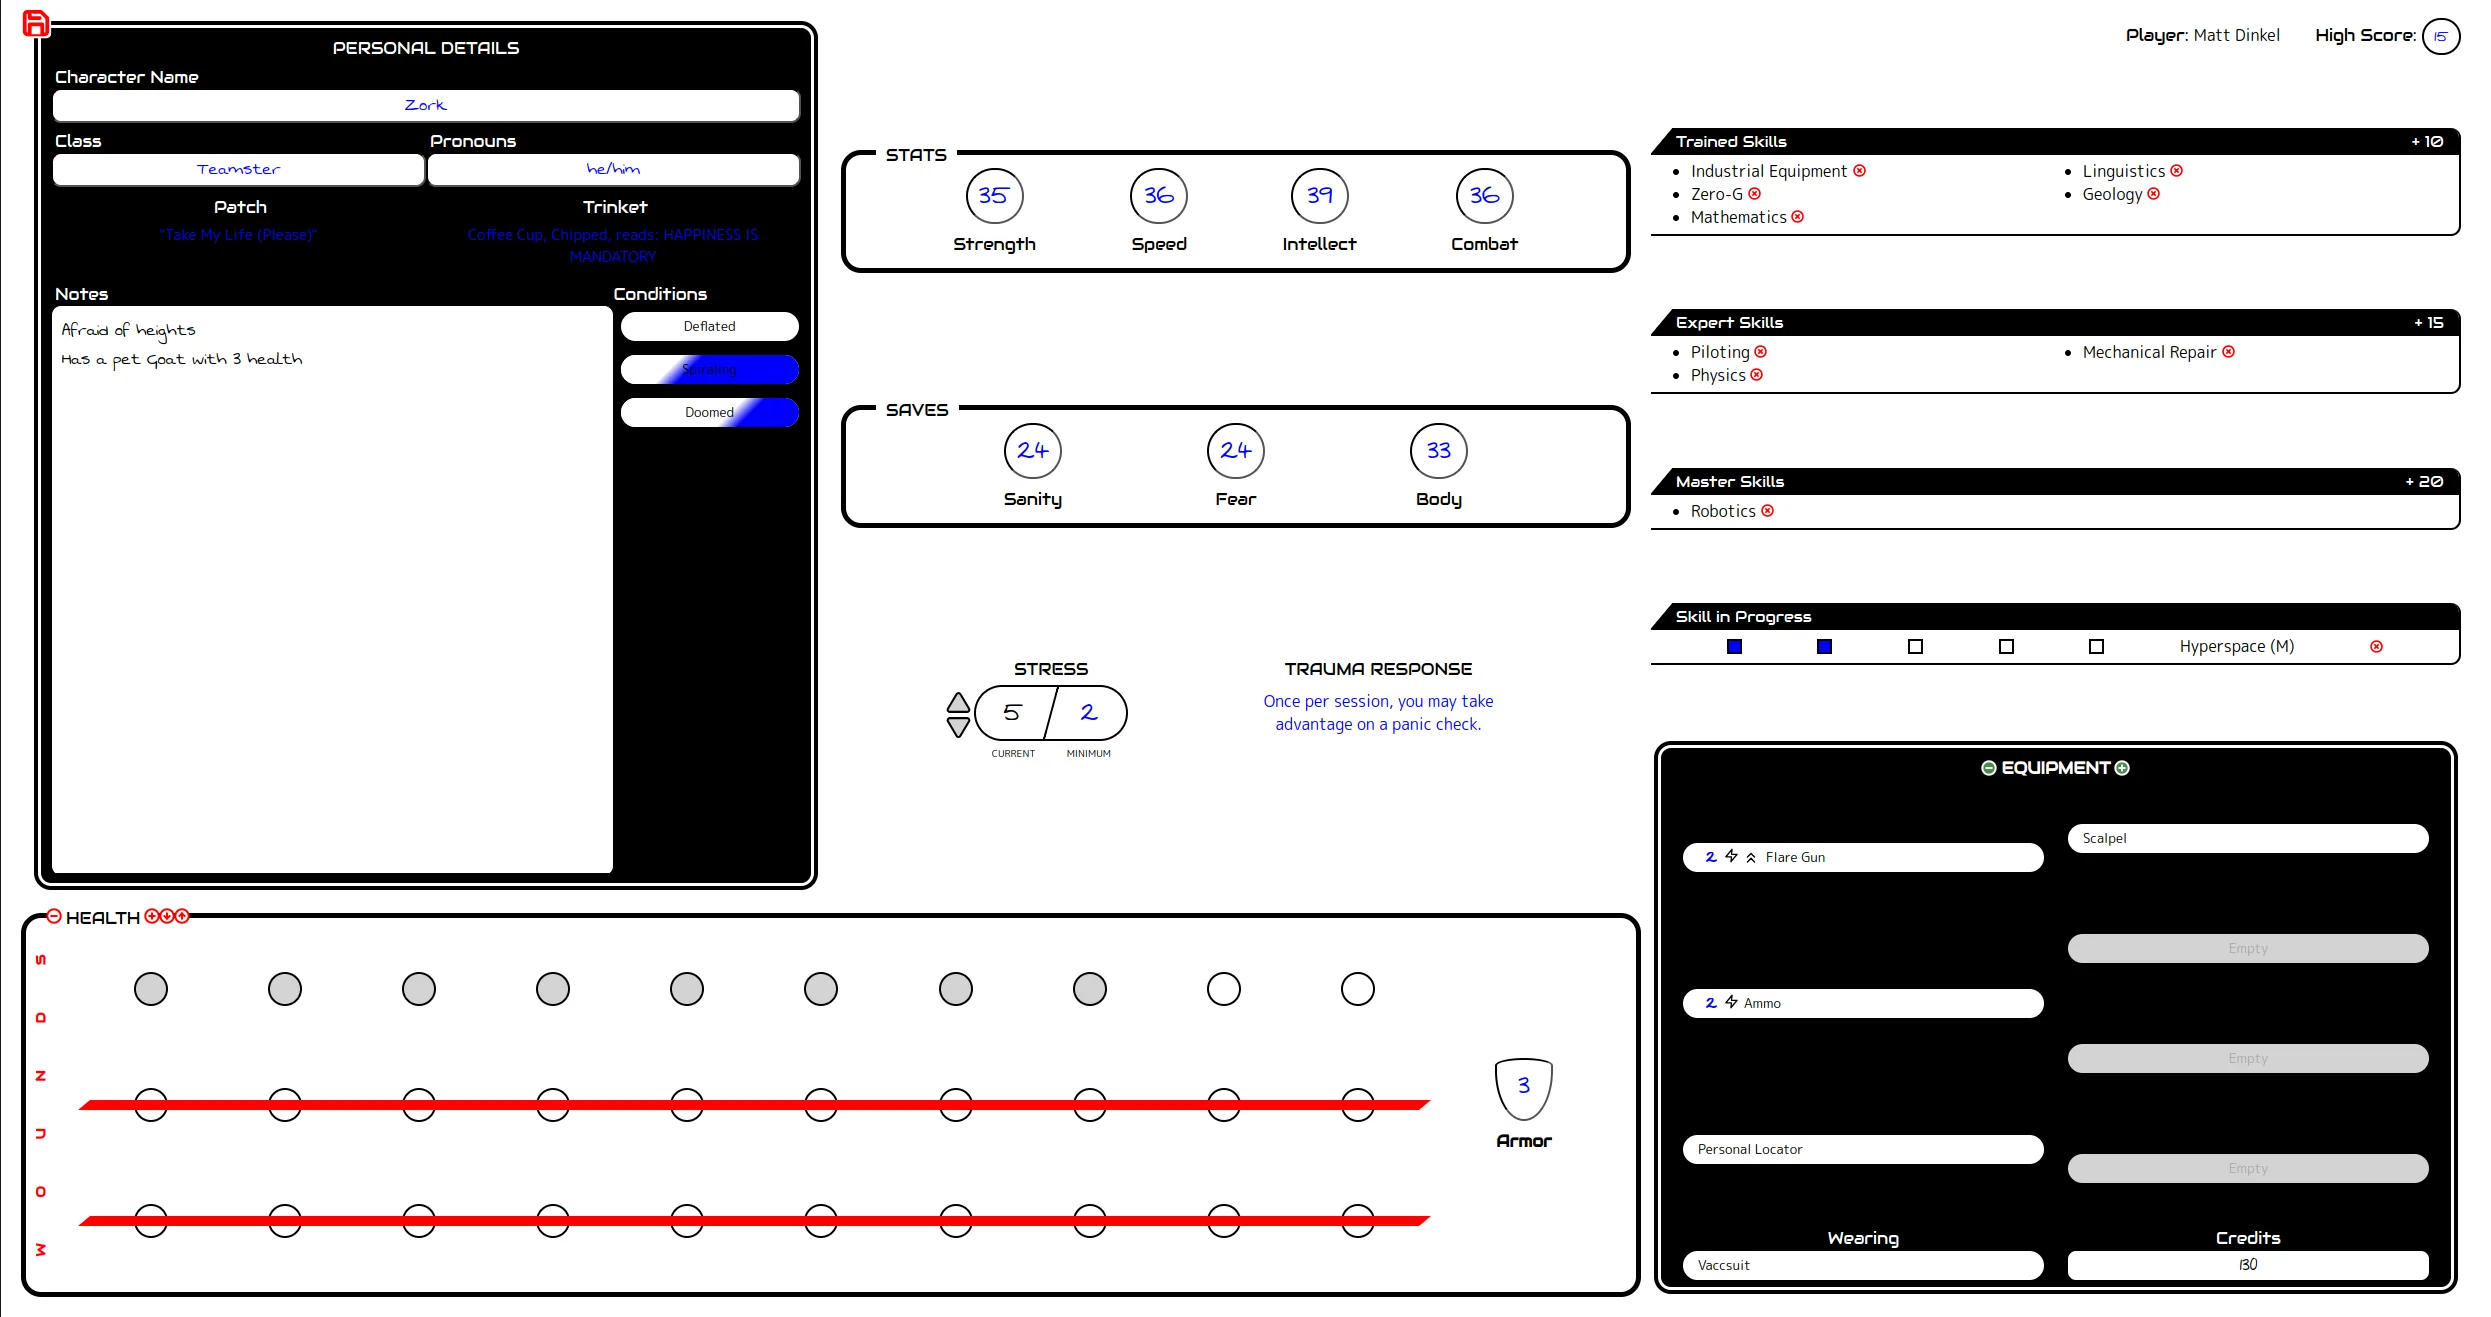 PERSONAL DETAILS
Character Name
Zork
Class
Pronouns
Teamster
he/him
Patch
Trinket
"Take My Life (Please)"
Coffee Cup, Chipped, reads: HAPPINESS IS
MANDATORY
Notes
Conditions
Afraid of heights
Has a pet Goat with 3 health
Deflated
Spiraling
Doomed
STATS
35
36
39
36
Strength
Speed
Intellect
Combat
SAVES
24
24
33
Sanity
Fear
Body
STRESS
5
2
CURRENT
MINIMUM
TRAUMA RESPONSE
Once per session, you may take
advantage on a panic check.
Player: Matt Dinkel
High Score: 15
Trained Skills
+ 10
Industrial Equipment
Zero-G
Mathematics
Linguistics
Geology
Expert Skills
+ 15
Piloting
Physics
Mechanical Repair
Master Skills
+ 20
Robotics
Skill in Progress
Hyperspace (M)
HEALTH
WOUNDS
3
Armor
EQUIPMENT
2 Flare Gun
2 Ammo
Personal Locator
Scalpel
Empty
Empty
Empty
Wearing
Vaccsuit
Credits
130